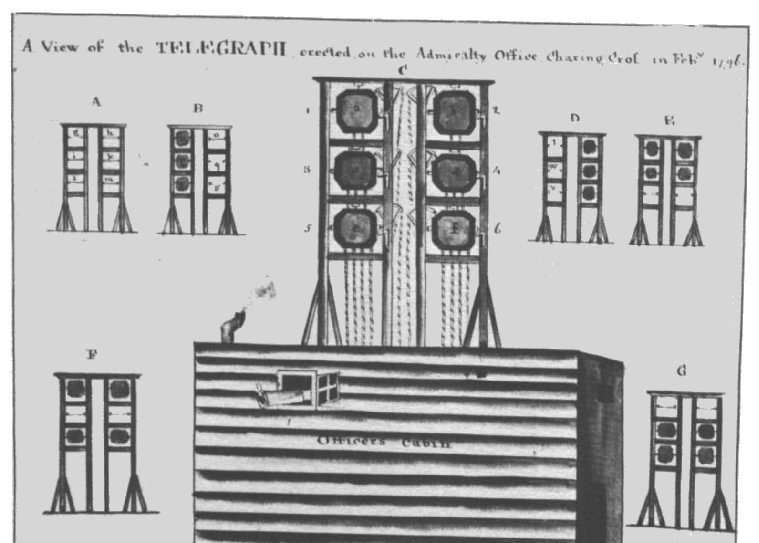 A View of the TELEGRAPH erected on the Admiralty Office Charing Cros in Feby 1796.
C
A
B
D
E
1
2
3
4
5
6
F
G
Officers Cabin